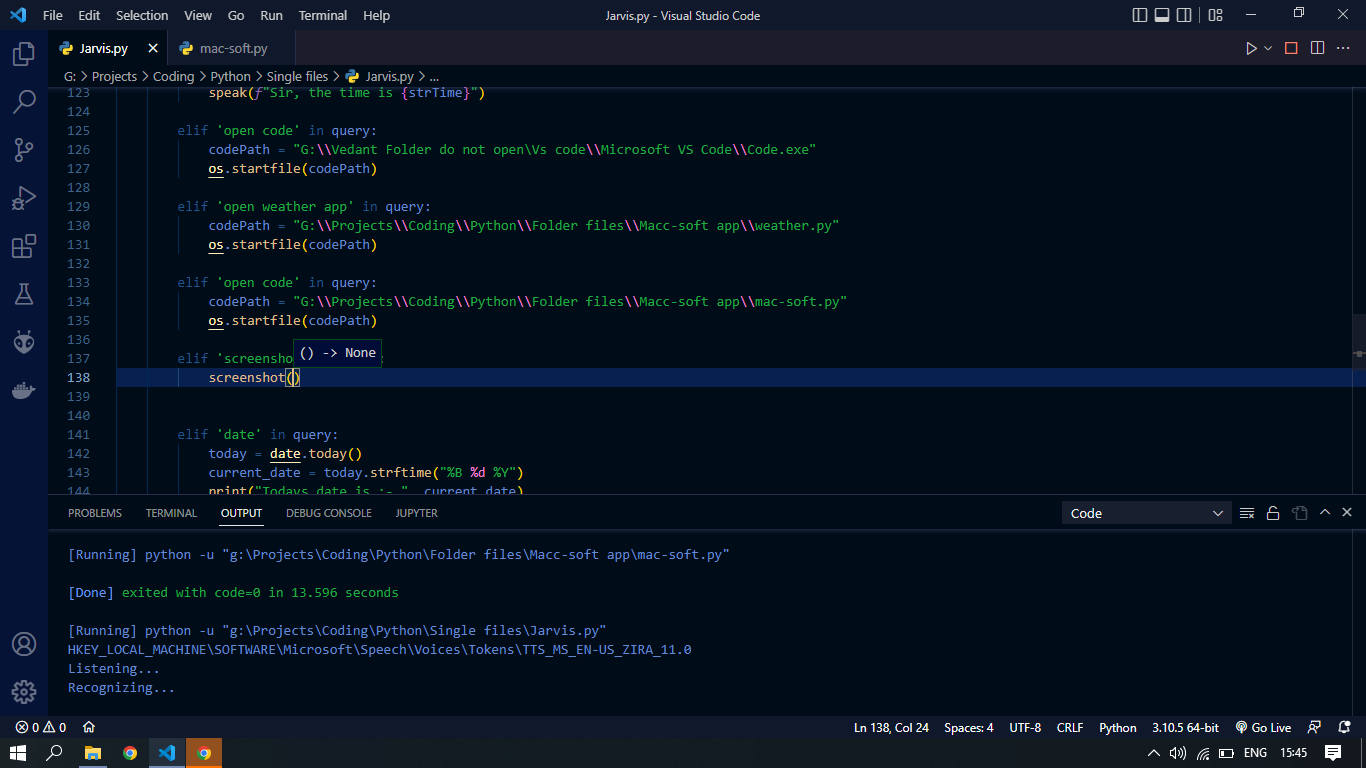 File Edit Selection View Go Run Terminal Help Jarvis.py - Visual Studio Code
Jarvis.py mac-soft.py
G: > Projects > Coding > Python > Single files > Jarvis.py > ...
123 speak(f"Sir, the time is {strTime}")
124
125 elif 'open code' in query:
126 codePath = "G:\\Vedant Folder do not open\Vs code\\Microsoft VS Code\\Code.exe"
127 os.startfile(codePath)
128
129 elif 'open weather app' in query:
130 codePath = "G:\\Projects\\Coding\\Python\\Folder files\\Macc-soft app\\weather.py"
131 os.startfile(codePath)
132
133 elif 'open code' in query:
134 codePath = "G:\\Projects\\Coding\\Python\\Folder files\\Macc-soft app\\mac-soft.py"
135 os.startfile(codePath)
136
() -> None
137 elif 'screensho
138 screenshot()
139
140
141 elif 'date' in query:
142 today = date.today()
143 current_date = today.strftime("%B %d %Y")
144 print("Todays date is :- ", current_date)
PROBLEMS TERMINAL OUTPUT DEBUG CONSOLE JUPYTER Code
[Running] python -u "g:\Projects\Coding\Python\Folder files\Macc-soft app\mac-soft.py"
[Done] exited with code=0 in 13.596 seconds
[Running] python -u "g:\Projects\Coding\Python\Single files\Jarvis.py"
HKEY_LOCAL_MACHINE\SOFTWARE\Microsoft\Speech\Voices\Tokens\TTS_MS_EN-US_ZIRA_11.0
Listening...
Recognizing...
0 0 Ln 138, Col 24 Spaces: 4 UTF-8 CRLF Python 3.10.5 64-bit Go Live
ENG 15:45